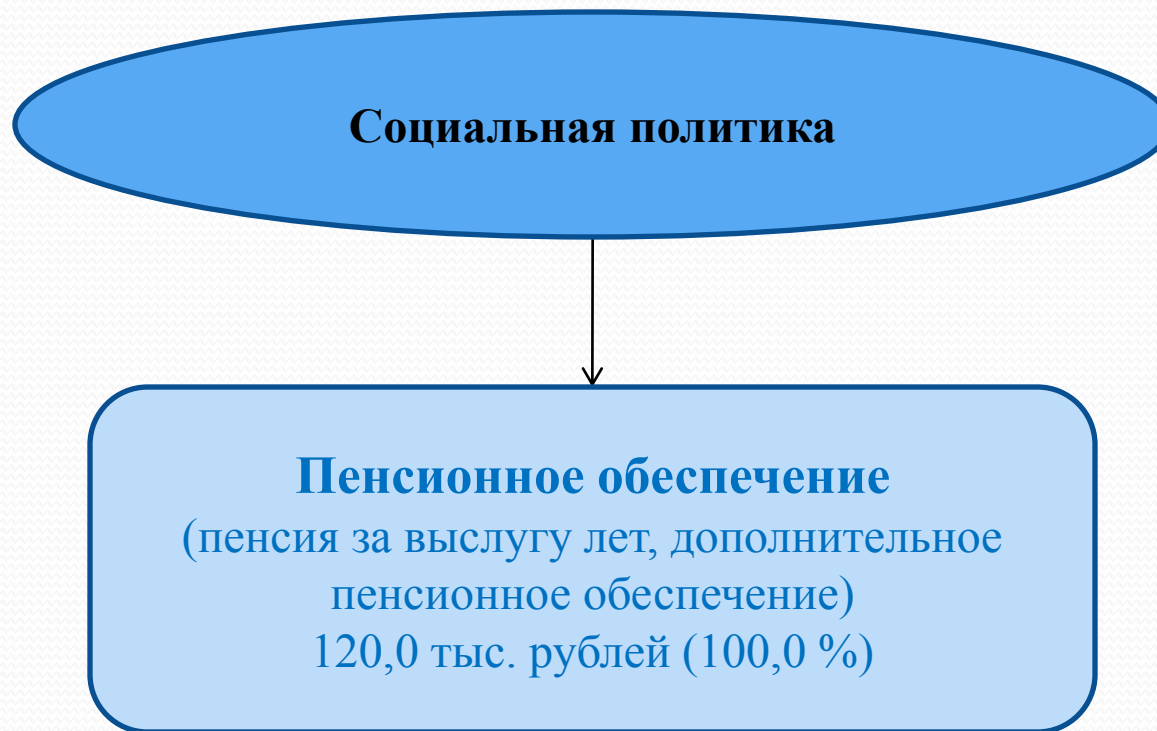 Социальная политика
Пенсионное обеспечение
(пенсия за выслугу лет, дополнительное
пенсионное обеспечение)
120,0 тыс. рублей (100,0 %)